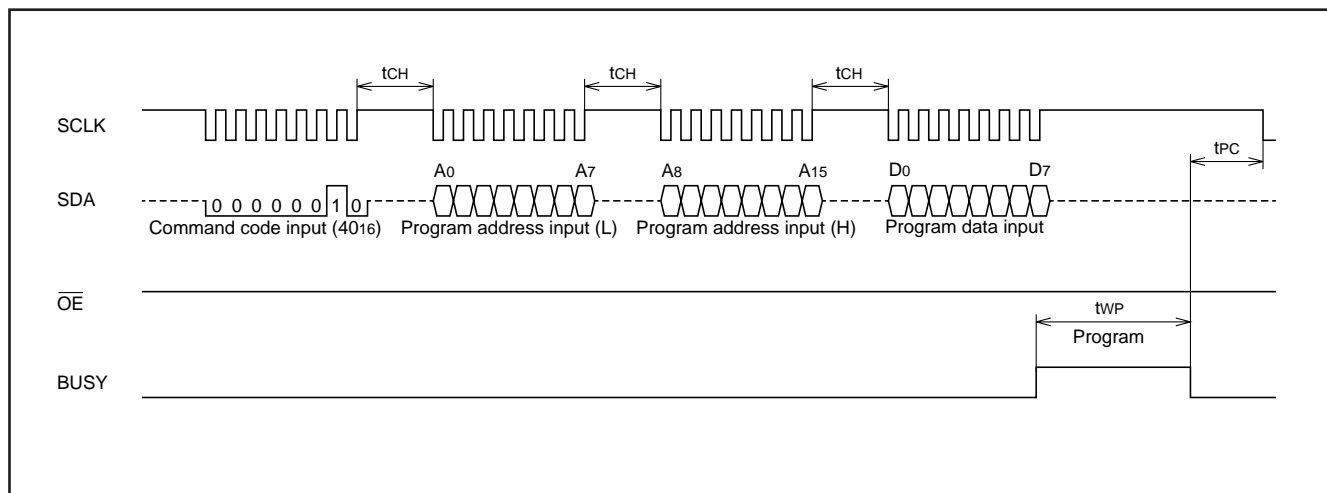 tCH tCH tCH
SCLK
tPC
A0 A7 A8 A15 D0 D7
SDA
0 0 0 0 0 0 1 0
Command code input (4016) Program address input (L) Program address input (H) Program data input
OE
tWP
Program
BUSY